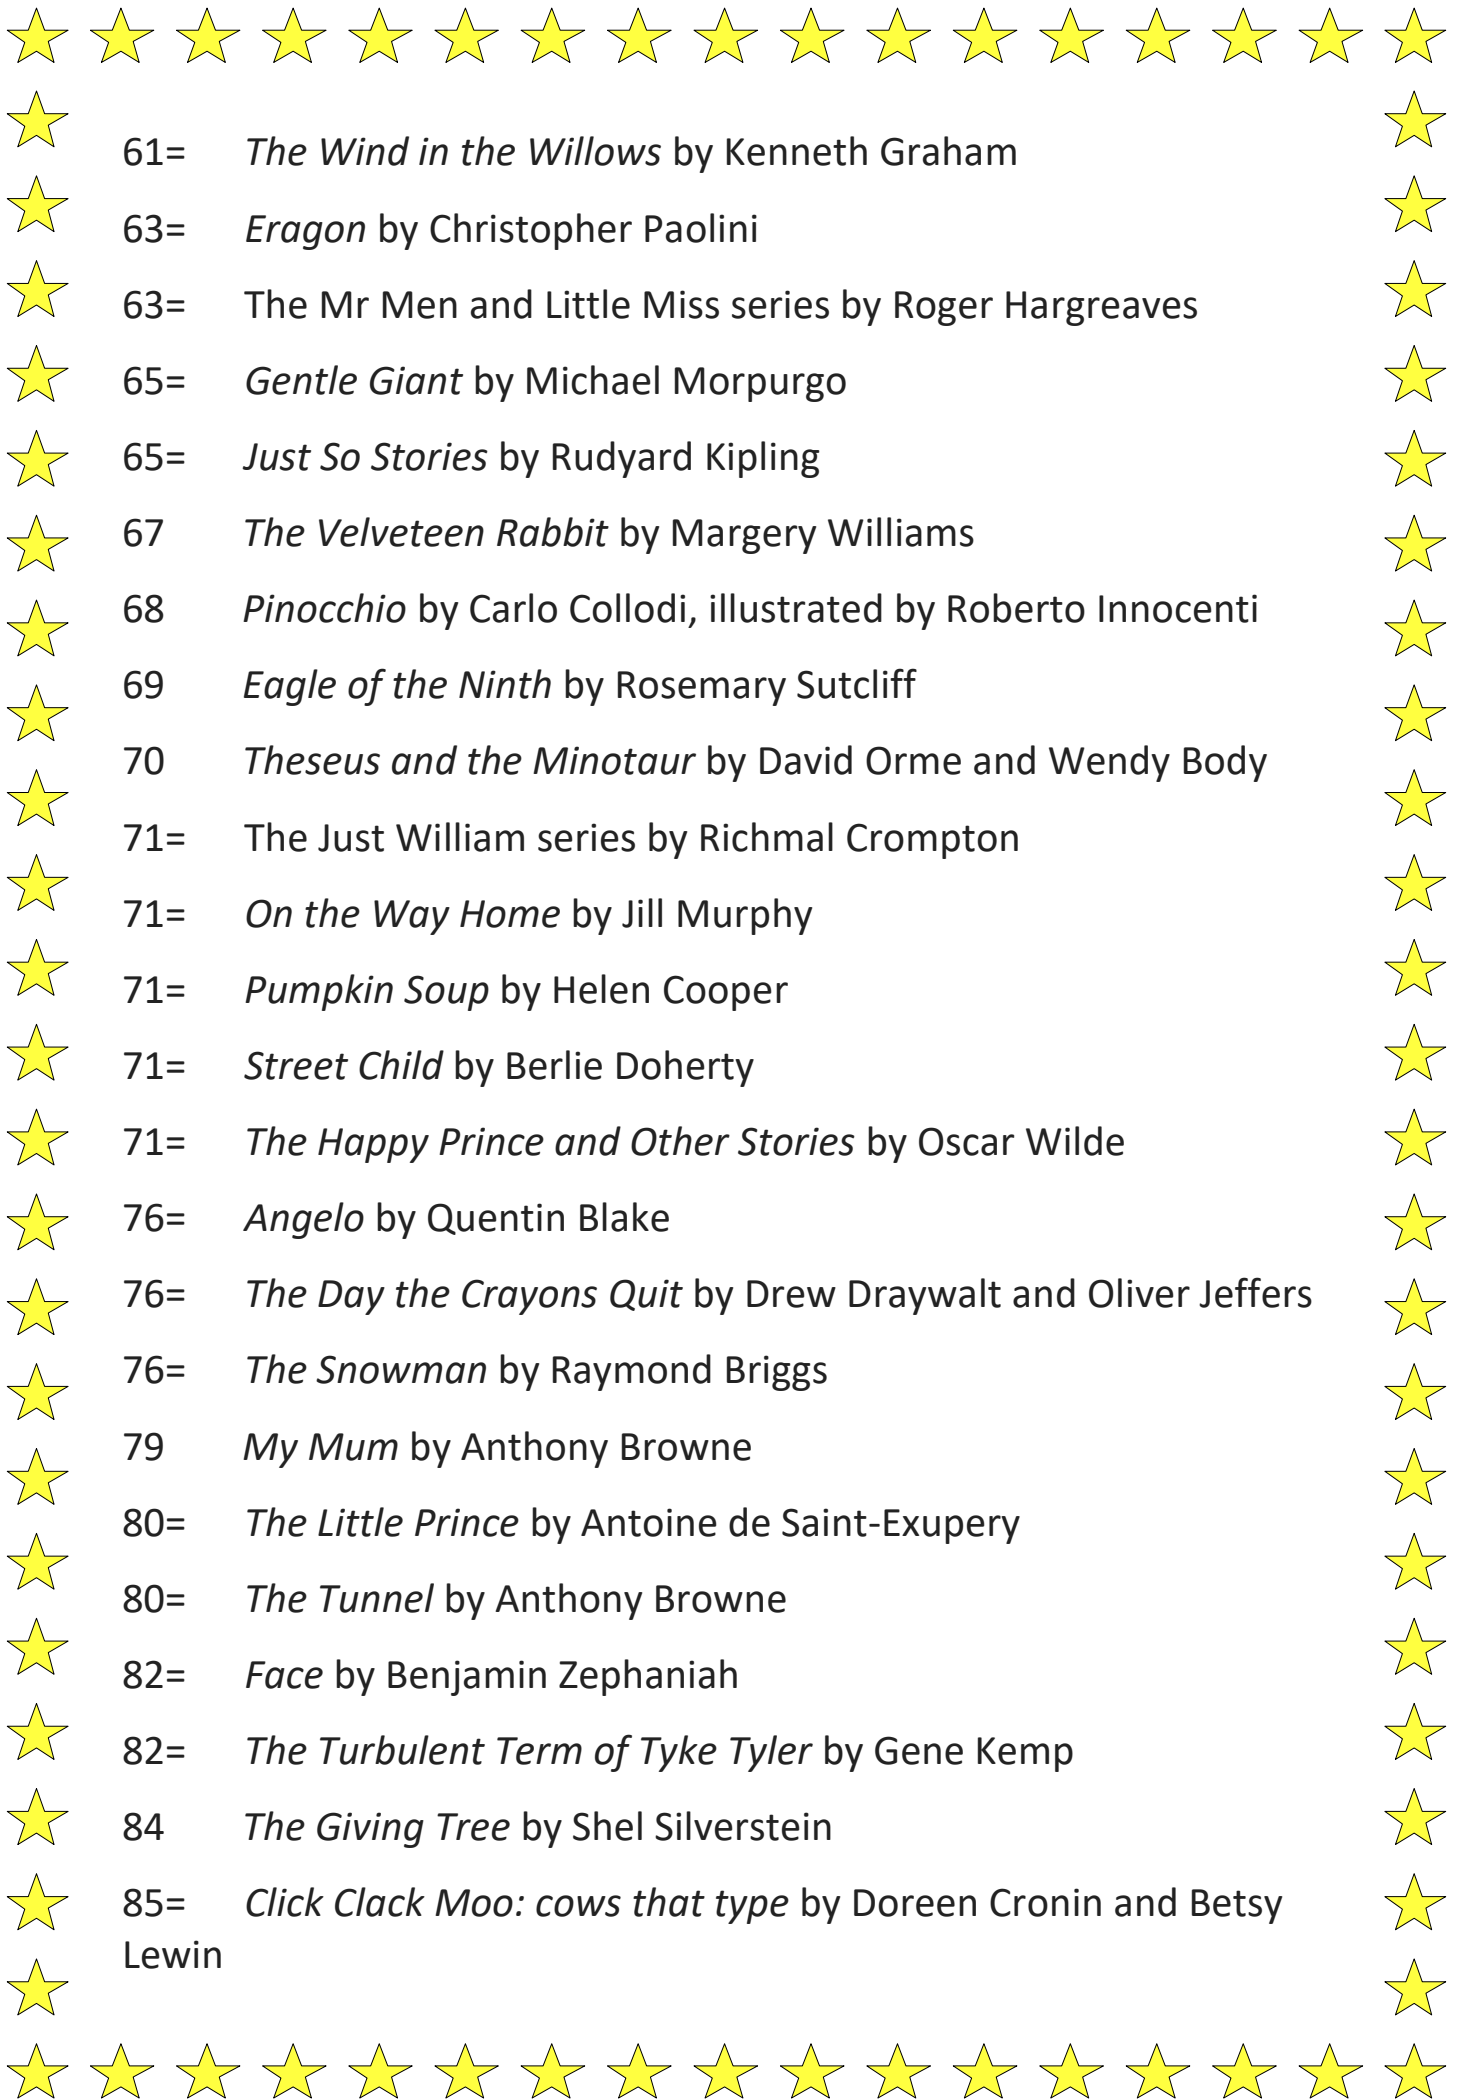 61= The Wind in the Willows by Kenneth Graham
63= Eragon by Christopher Paolini
63= The Mr Men and Little Miss series by Roger Hargreaves
65= Gentle Giant by Michael Morpurgo
65= Just So Stories by Rudyard Kipling
67 The Velveteen Rabbit by Margery Williams
68 Pinocchio by Carlo Collodi, illustrated by Roberto Innocenti
69 Eagle of the Ninth by Rosemary Sutcliff
70 Theseus and the Minotaur by David Orme and Wendy Body
71= The Just William series by Richmal Crompton
71= On the Way Home by Jill Murphy
71= Pumpkin Soup by Helen Cooper
71= Street Child by Berlie Doherty
71= The Happy Prince and Other Stories by Oscar Wilde
76= Angelo by Quentin Blake
76= The Day the Crayons Quit by Drew Draywalt and Oliver Jeffers
76= The Snowman by Raymond Briggs
79 My Mum by Anthony Browne
80= The Little Prince by Antoine de Saint-Exupery
80= The Tunnel by Anthony Browne
82= Face by Benjamin Zephaniah
82= The Turbulent Term of Tyke Tyler by Gene Kemp
84 The Giving Tree by Shel Silverstein
85= Click Clack Moo: cows that type by Doreen Cronin and Betsy
Lewin